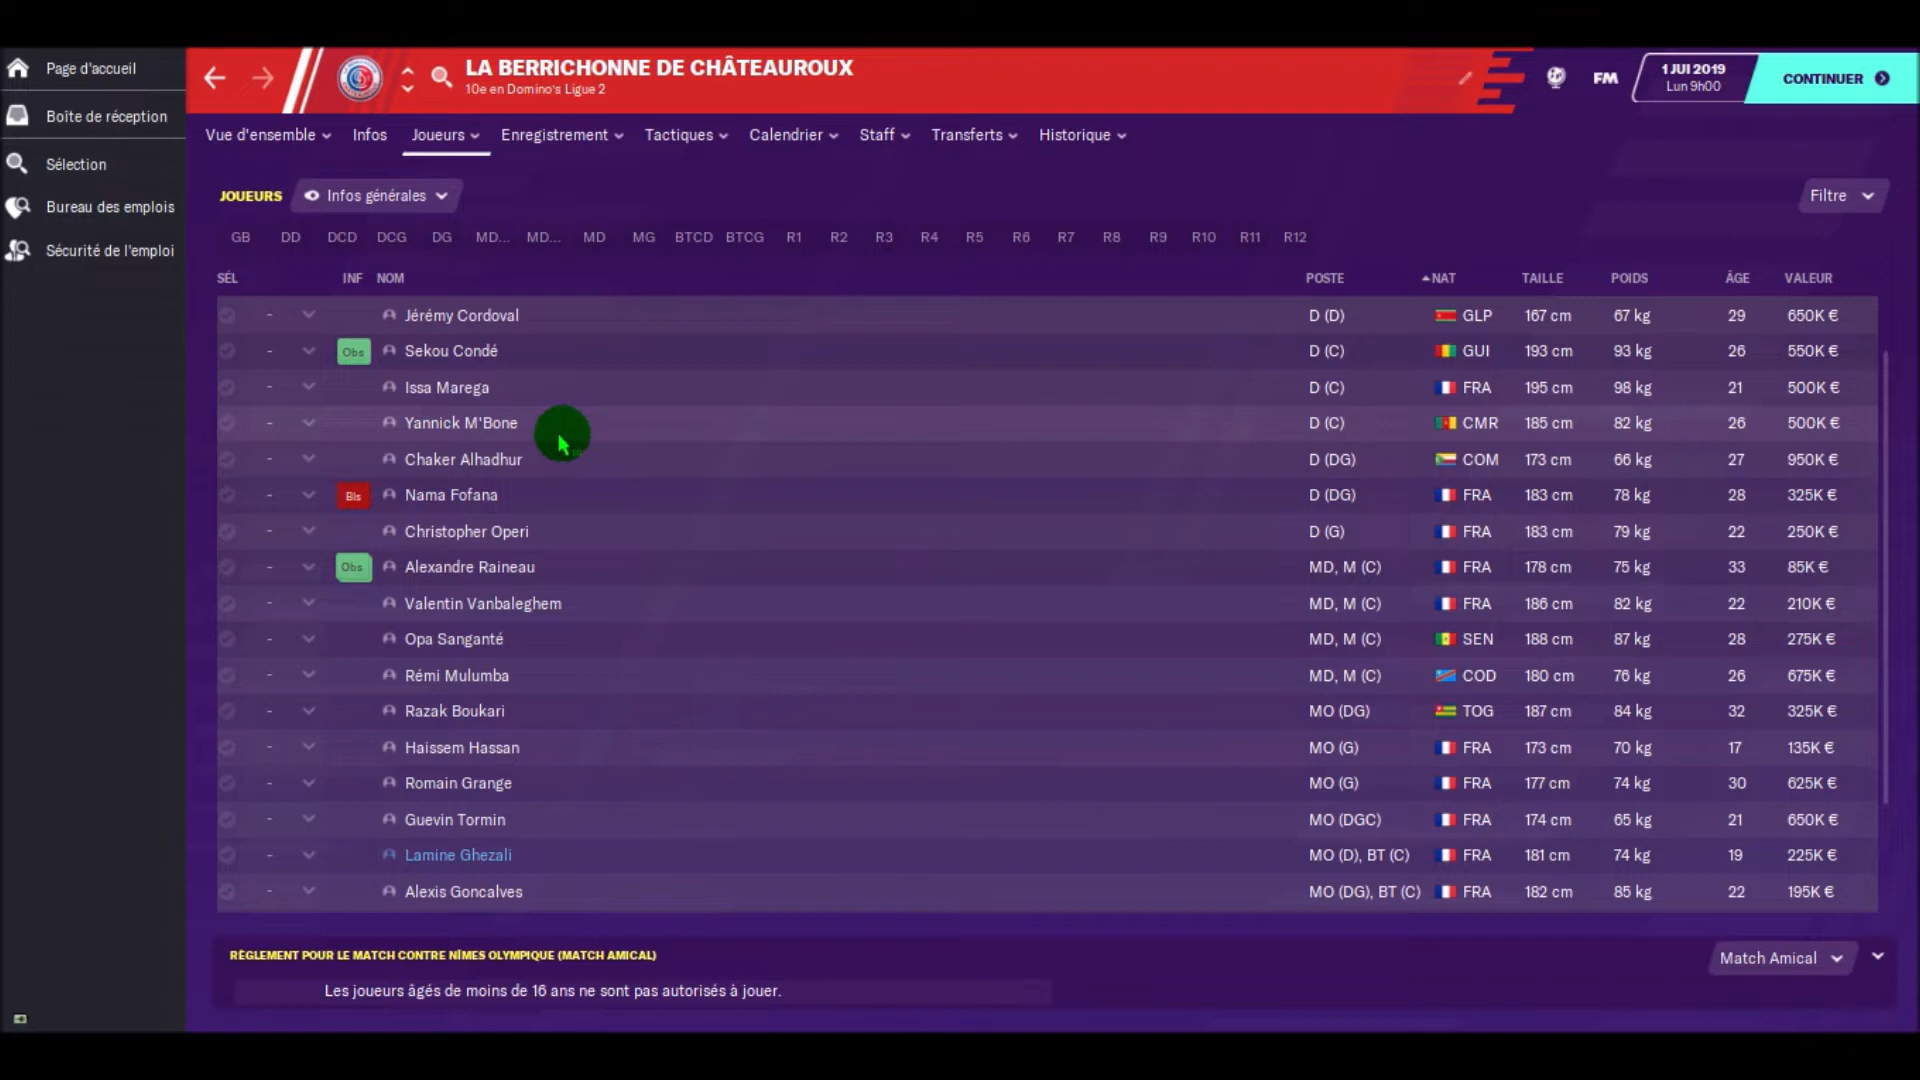 Page d'accueil
Boîte de réception
Sélection
Bureau des emplois
Sécurité de l'emploi
LA BERRICHONNE DE CHÂTEAUROUX
10e en Domino's Ligue 2
FM
1 JUI 2019
Lun 9h00
CONTINUER
Vue d'ensemble Infos Joueurs Enregistrement Tactiques Calendrier Staff Transferts Historique
JOUEURS Infos générales Filtre
GB DD DCD DCG DG MD... MD... MD MG BTCD BTCG R1 R2 R3 R4 R5 R6 R7 R8 R9 R10 R11 R12
SÉL INF NOM POSTE NAT TAILLE POIDS ÂGE VALEUR
- Jérémy Cordoval D (D) GLP 167 cm 67 kg 29 650K €
- Obs Sekou Condé D (C) GUI 193 cm 93 kg 26 550K €
- Issa Marega D (C) FRA 195 cm 98 kg 21 500K €
- Yannick M'Bone D (C) CMR 185 cm 82 kg 26 500K €
- Chaker Alhadhur D (DG) COM 173 cm 66 kg 27 950K €
- Bls Nama Fofana D (DG) FRA 183 cm 78 kg 28 325K €
- Christopher Operi D (G) FRA 183 cm 79 kg 22 250K €
- Obs Alexandre Raineau MD, M (C) FRA 178 cm 75 kg 33 85K €
- Valentin Vanbaleghem MD, M (C) FRA 186 cm 82 kg 22 210K €
- Opa Sanganté MD, M (C) SEN 188 cm 87 kg 28 275K €
- Rémi Mulumba MD, M (C) COD 180 cm 76 kg 26 675K €
- Razak Boukari MO (DG) TOG 187 cm 84 kg 32 325K €
- Haissem Hassan MO (G) FRA 173 cm 70 kg 17 135K €
- Romain Grange MO (G) FRA 177 cm 74 kg 30 625K €
- Guevin Tormin MO (DGC) FRA 174 cm 65 kg 21 650K €
- Lamine Ghezali MO (D), BT (C) FRA 181 cm 74 kg 19 225K €
- Alexis Goncalves MO (DG), BT (C) FRA 182 cm 85 kg 22 195K €
RÈGLEMENT POUR LE MATCH CONTRE NÎMES OLYMPIQUE (MATCH AMICAL) Match Amical
Les joueurs âgés de moins de 16 ans ne sont pas autorisés à jouer.